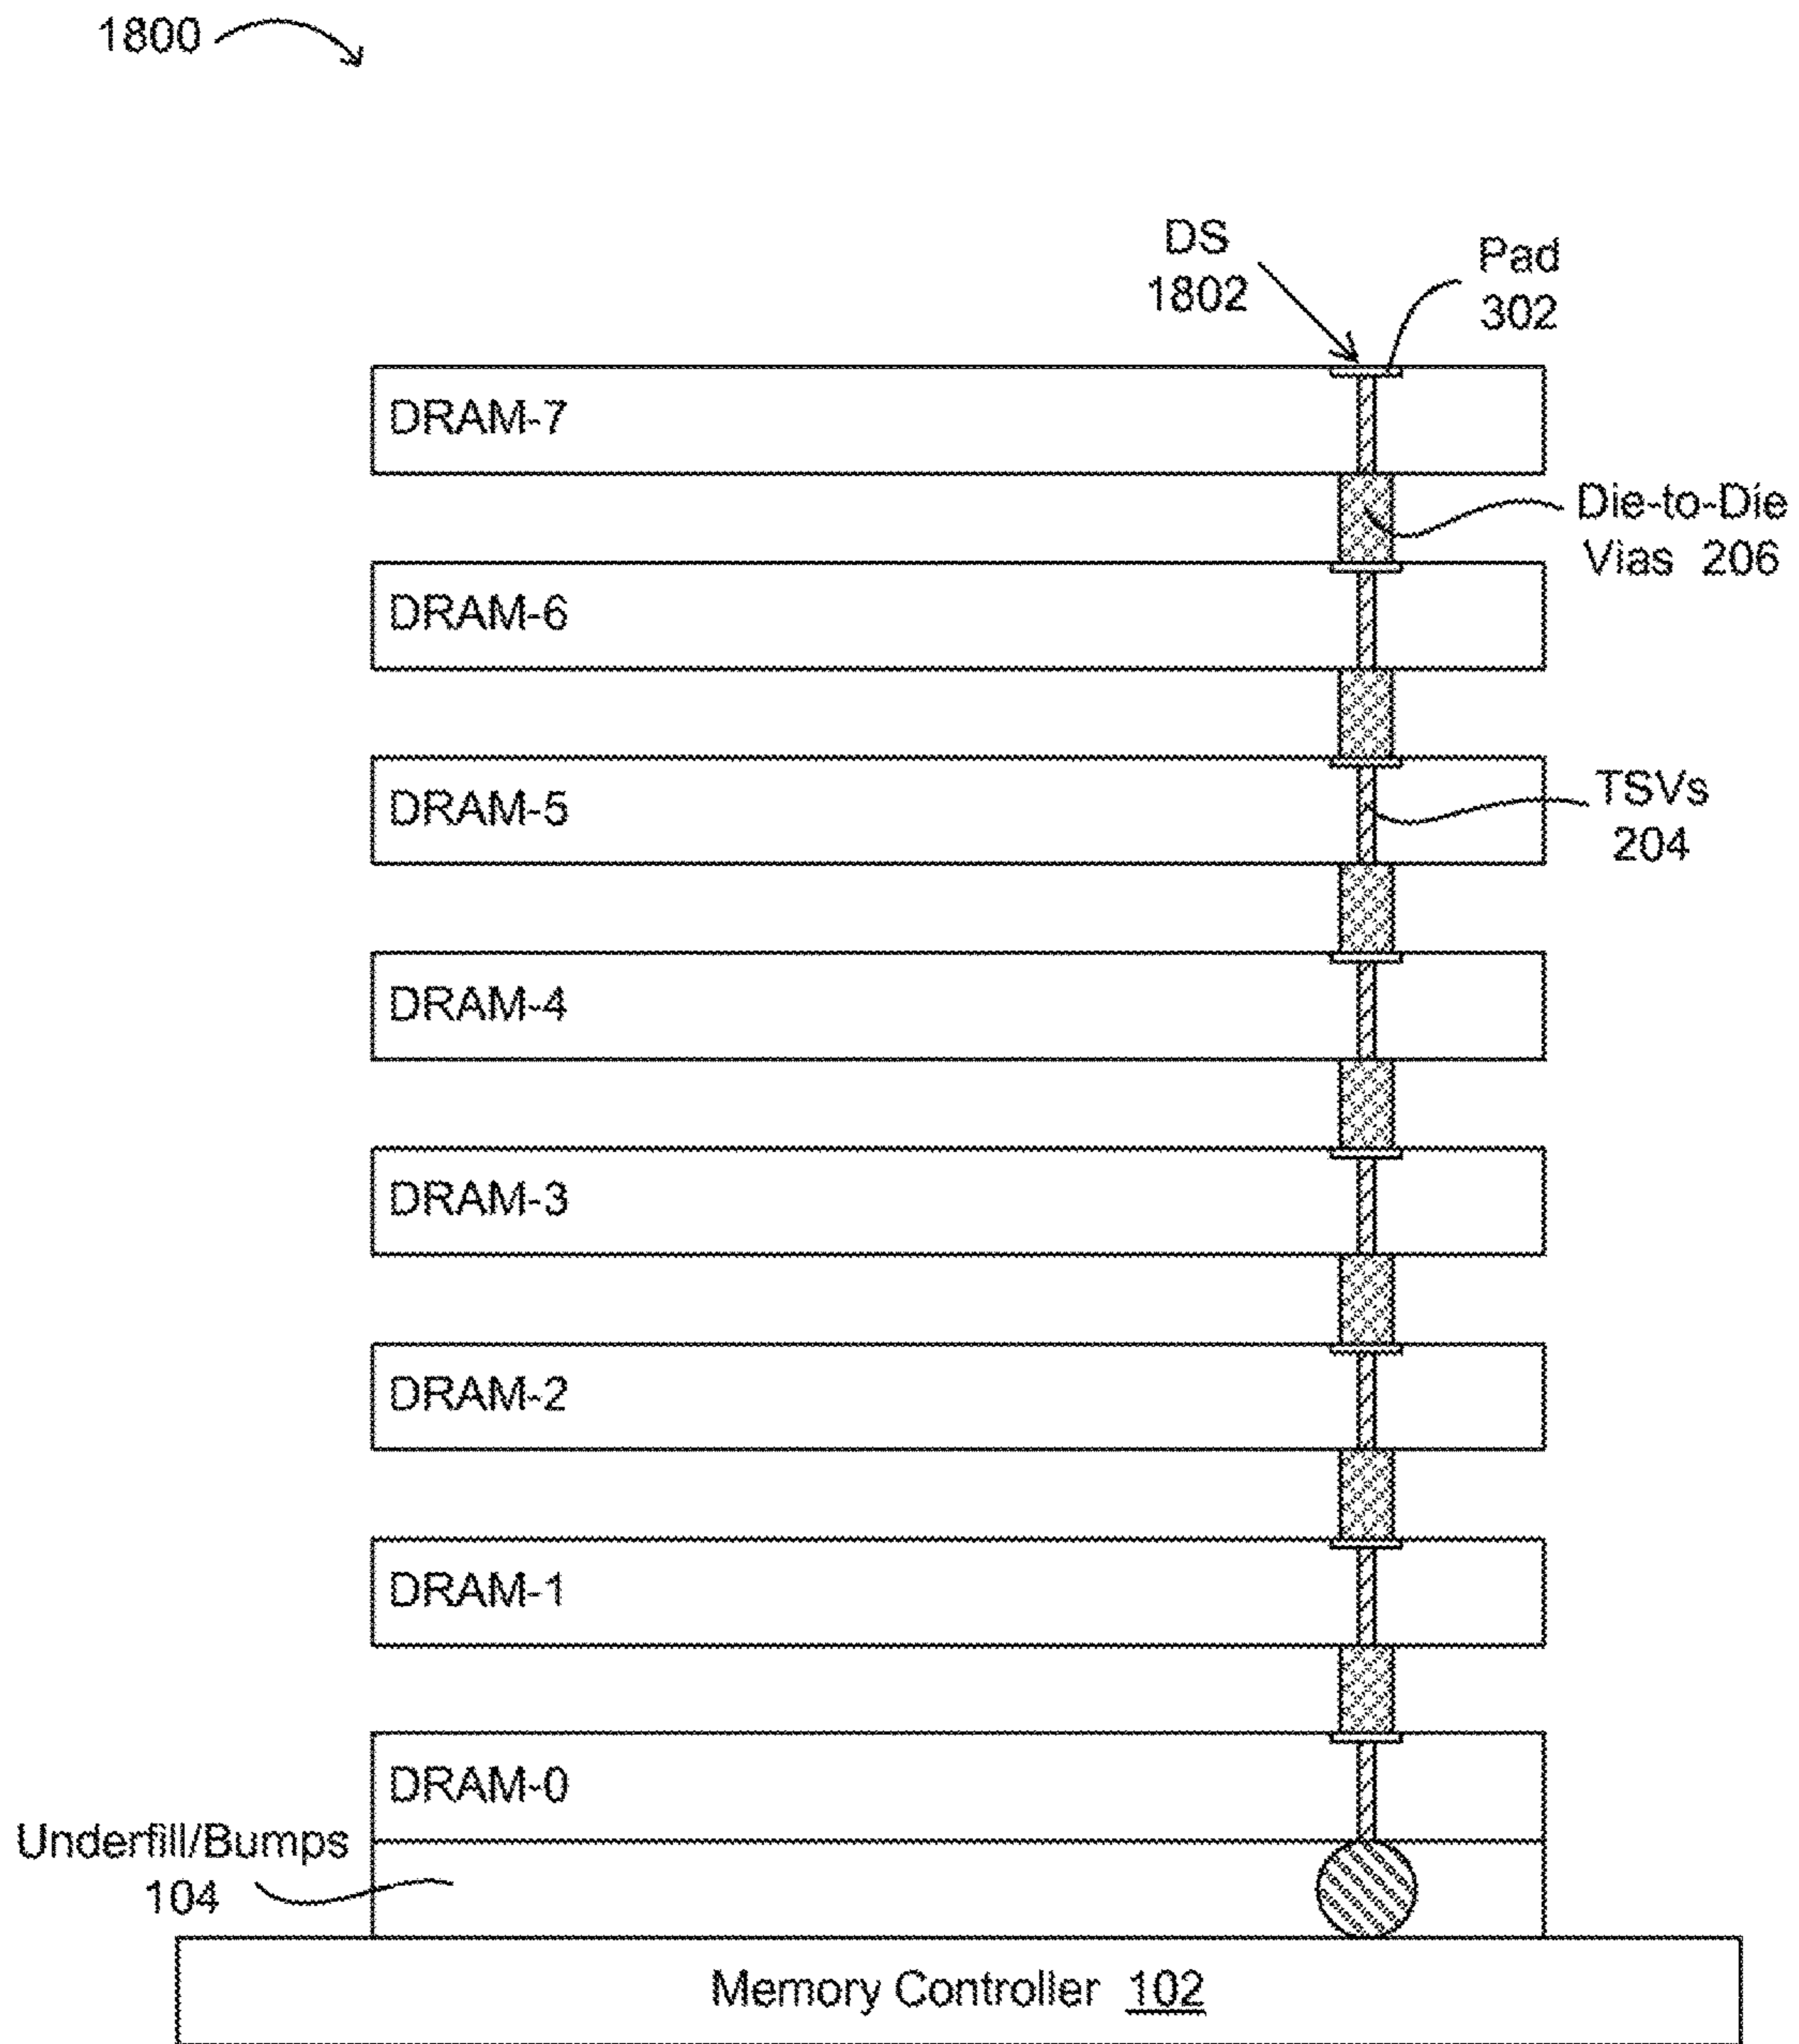 1800
DS
1802
Pad
302
DRAM-7
Die-to-Die
Vias 206
DRAM-6
DRAM-5
TSVs
204
DRAM-4
DRAM-3
DRAM-2
DRAM-1
DRAM-0
Underfill/Bumps
104
Memory Controller 102